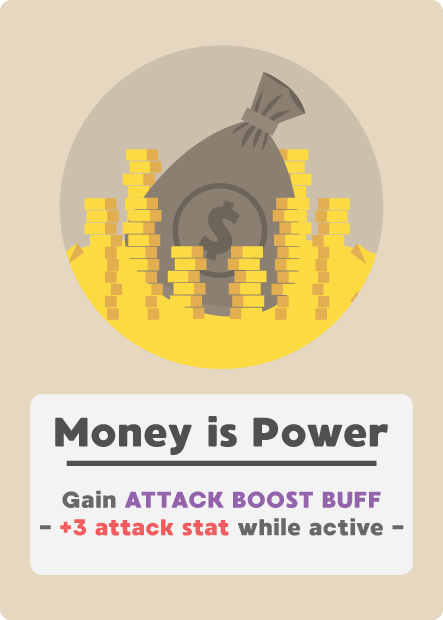 $
Money is Power
Gain ATTACK BOOST BUFF
- +3 attack stat while active -